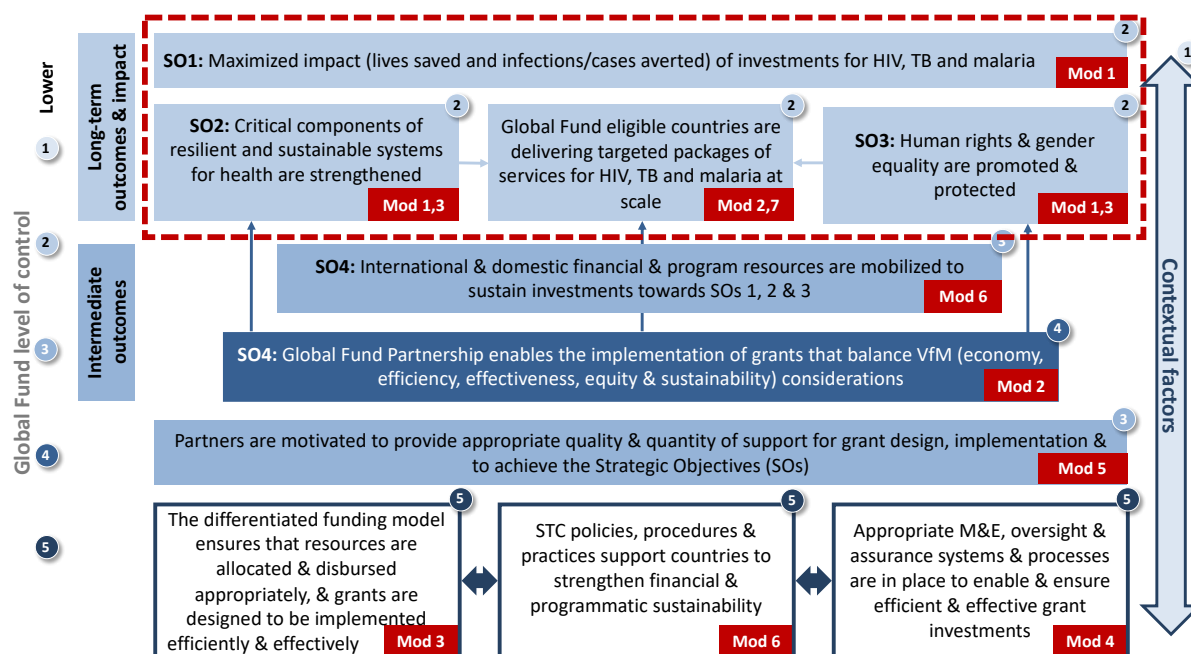 Lower
Global Fund level of control
1
2
3
4
5
Long-term
outcomes & impact
Intermediate
outcomes
2
SO1: Maximized impact (lives saved and infections/cases averted) of investments for HIV, TB and malaria
Mod 1
2
SO2: Critical components of
resilient and sustainable systems
for health are strengthened
Mod 1,3
2
Global Fund eligible countries are
delivering targeted packages of
services for HIV, TB and malaria at
scale
Mod 2,7
2
SO3: Human rights & gender
equality are promoted &
protected
Mod 1,3
3
SO4: International & domestic financial & program resources are mobilized to
sustain investments towards SOs 1, 2 & 3
Mod 6
4
SO4: Global Fund Partnership enables the implementation of grants that balance VfM (economy,
efficiency, effectiveness, equity & sustainability) considerations
Mod 2
3
Partners are motivated to provide appropriate quality & quantity of support for grant design, implementation &
to achieve the Strategic Objectives (SOs)
Mod 5
5
The differentiated funding model
ensures that resources are
allocated & disbursed
appropriately, & grants are
designed to be implemented
efficiently & effectively
Mod 3
5
STC policies, procedures &
practices support countries to
strengthen financial &
programmatic sustainability
Mod 6
5
Appropriate M&E, oversight &
assurance systems & processes
are in place to enable & ensure
efficient & effective grant
investments
Mod 4
1
Contextual factors